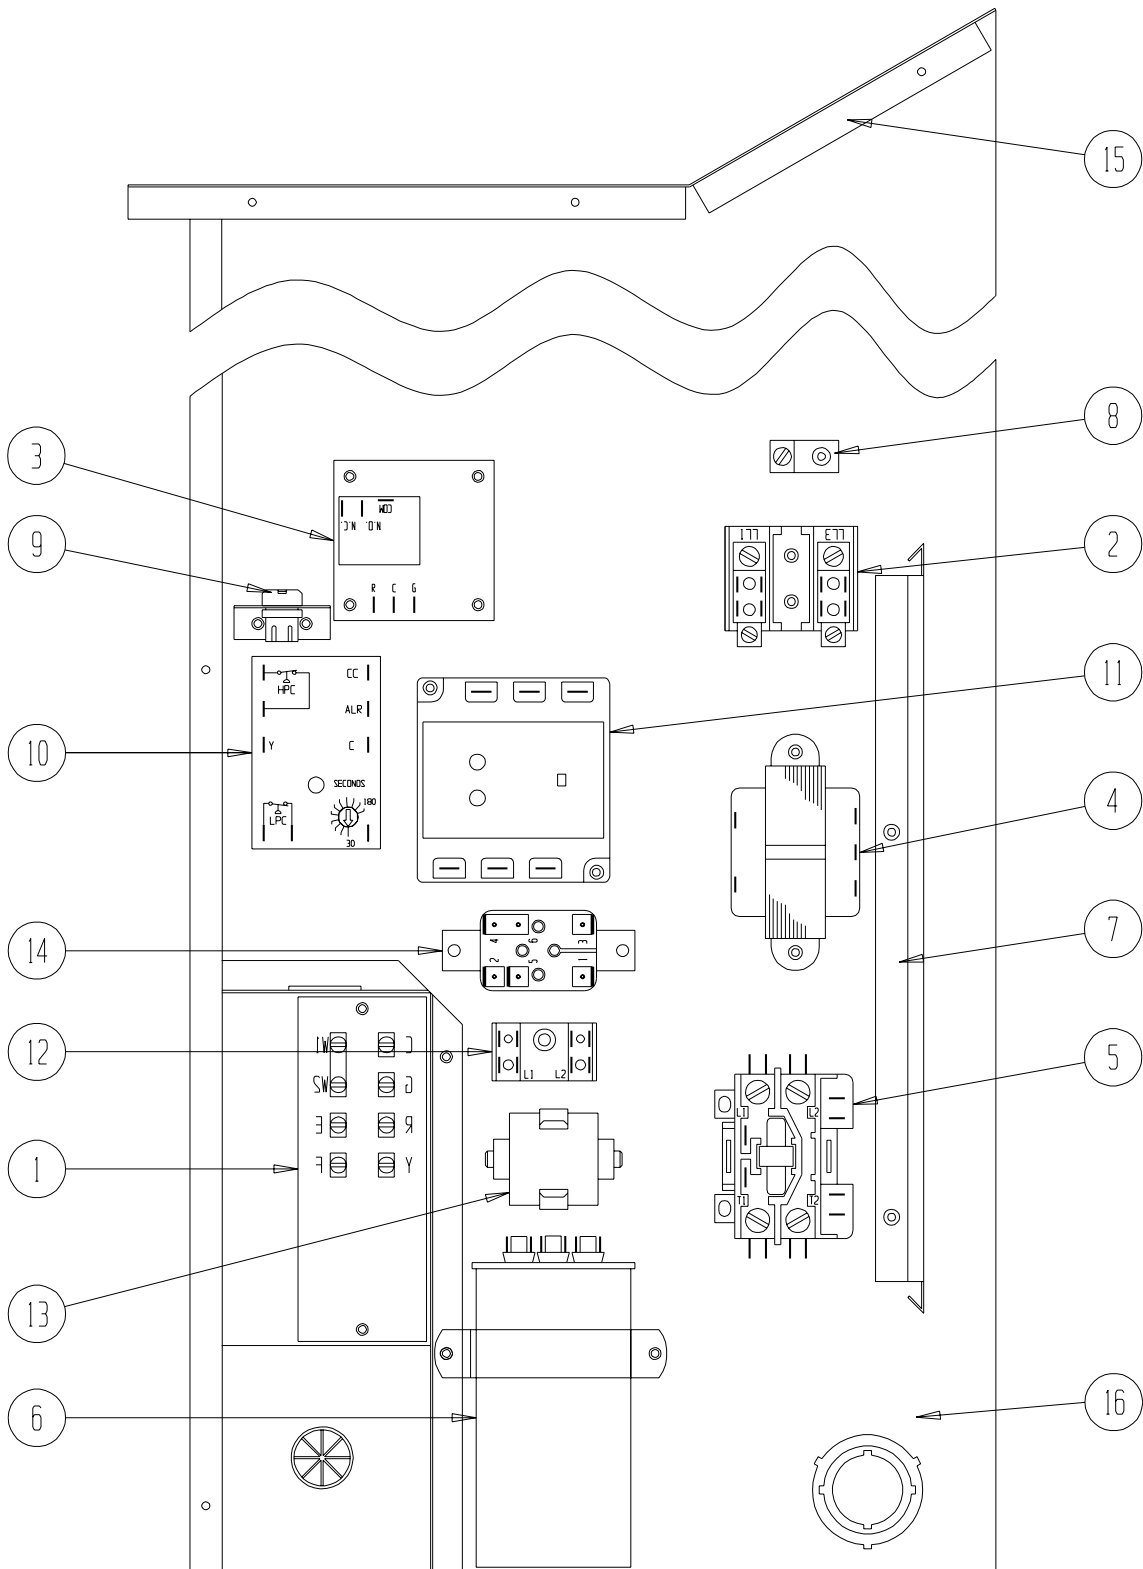 15
8
3
COM
N.C. N.O.
LL1 LL3
9
2
R C G
HPC CC
11
ALR
10
Y C
SECONDS
180
4
LPC
30
14
4 6 3
2 5 1
7
W1 C
12
L1 L2
5
W2 G
L1 L2
E R
1
F Y
T1 T2
13
6
16